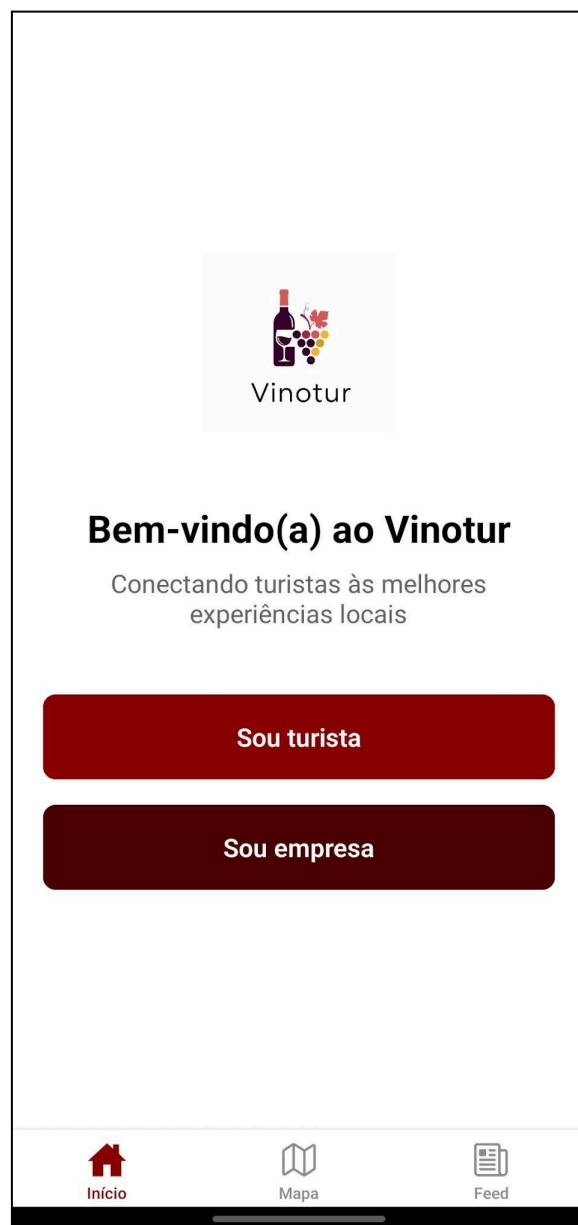 Vinotur
Bem-vindo(a) ao Vinotur
Conectando turistas às melhores
experiências locais
Sou turista
Sou empresa
Início
Mapa
Feed